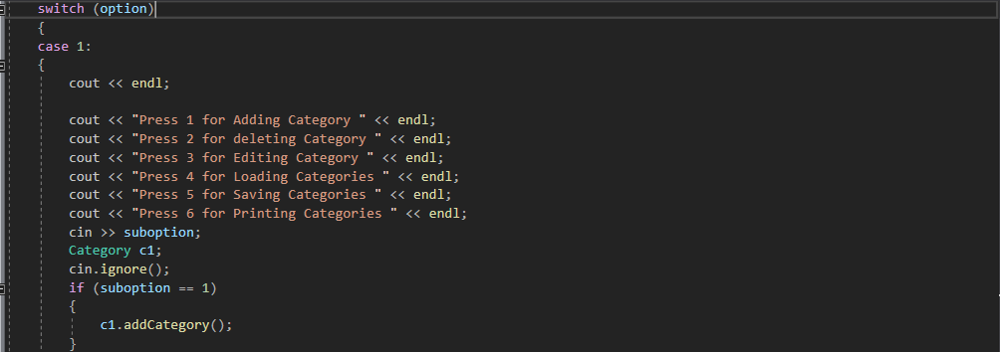 switch (option)
{
case 1:
{
cout << endl;
cout << "Press 1 for Adding Category " << endl;
cout << "Press 2 for deleting Category " << endl;
cout << "Press 3 for Editing Category " << endl;
cout << "Press 4 for Loading Categories " << endl;
cout << "Press 5 for Saving Categories " << endl;
cout << "Press 6 for Printing Categories " << endl;
cin >> suboption;
Category c1;
cin.ignore();
if (suboption == 1)
{
c1.addCategory();
}